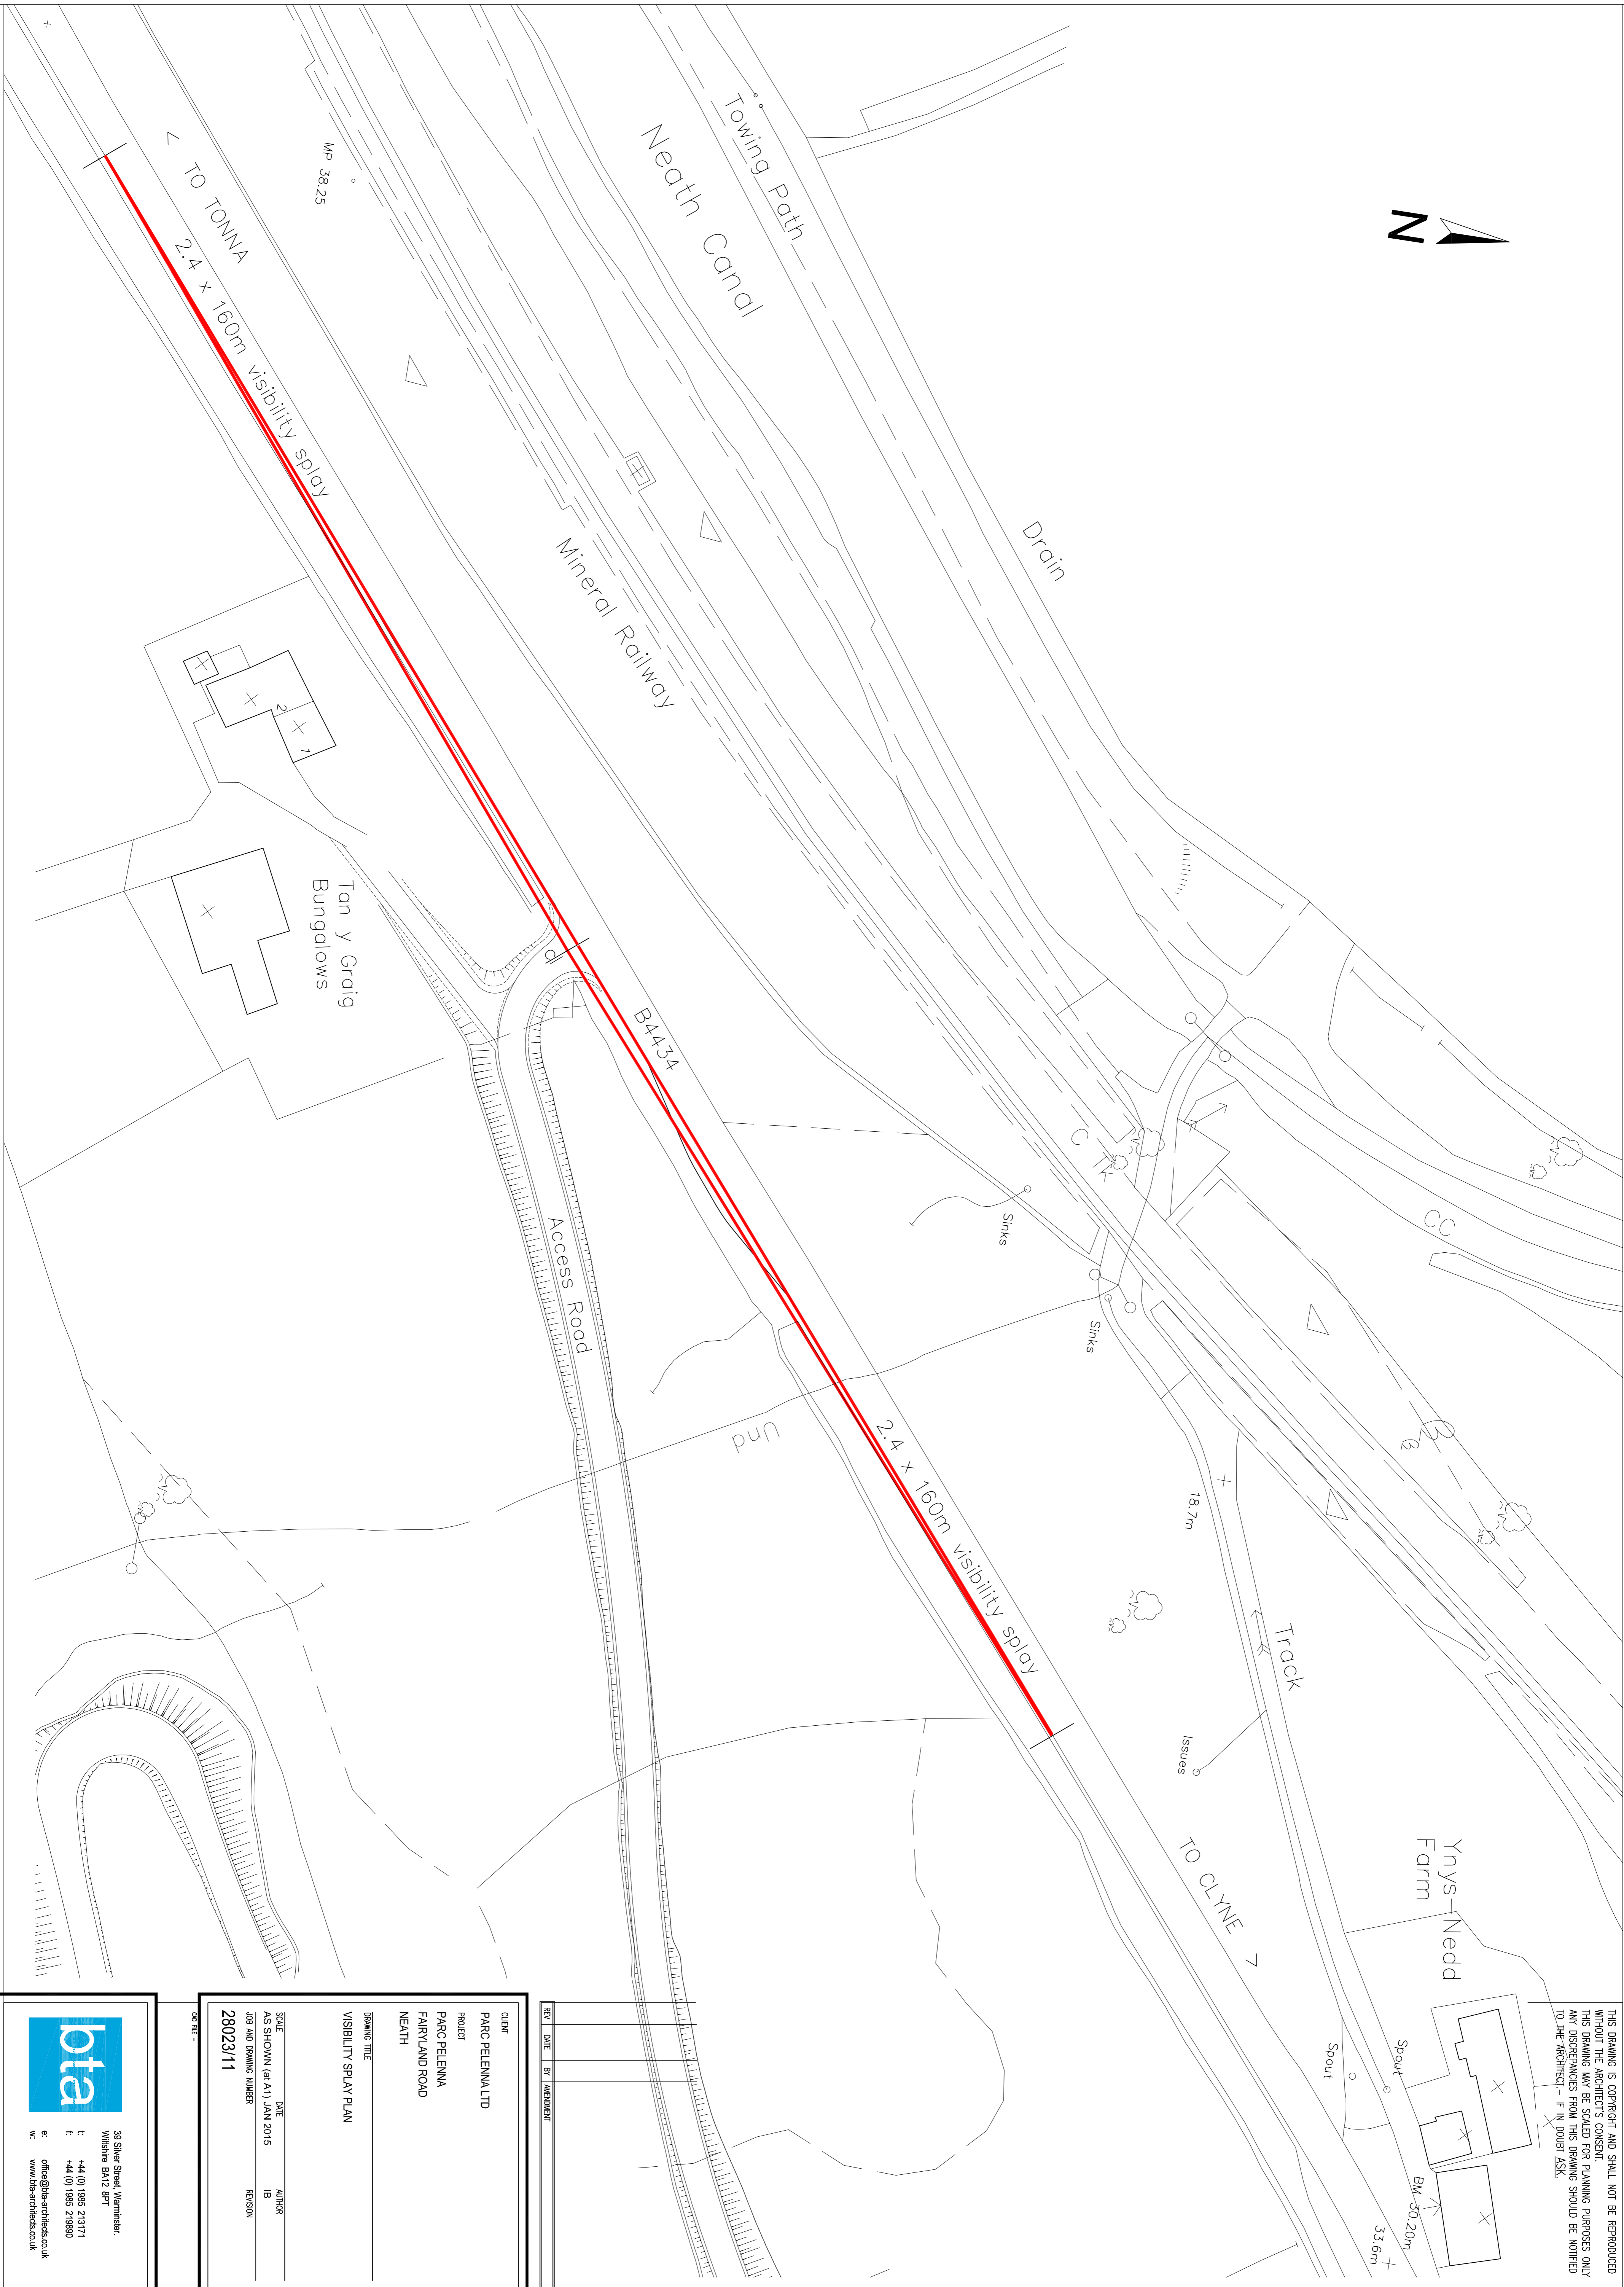 THIS DRAWING IS COPYRIGHT AND SHALL NOT BE REPRODUCED
WITHOUT THE ARCHITECT'S CONSENT.
THIS DRAWING MAY BE SCALED FOR PLANNING PURPOSES ONLY
ANY DISCREPANCIES FROM THIS DRAWING SHOULD BE NOTIFIED
TO THE ARCHITECT - IF IN DOUBT ASK.
N
Towing Path
Neath Canal
Drain
MP 38.25
< TO TONNA
2.4 x 160m visibility splay
Mineral Railway
2
1
Tan y Graig
Bungalows
d
B4434
Access Road
C
TK
CC
Sinks
Sinks
Und
2.4 x 160m visibility splay
18.7m
Track
Issues
TO CLYNE >
Ynys-Nedd
Farm
Spout
Spout
BM 30.20m
33.6m
REV DATE BY AMENDMENT
CLIENT
PARC PELENNA LTD
PROJECT
PARC PELENNA
FAIRYLAND ROAD
NEATH
DRAWING TITLE
VISIBILITY SPLAY PLAN
SCALE DATE AUTHOR
AS SHOWN (at A1) JAN 2015 IB
JOB AND DRAWING NUMBER REVISION
28023/11
CAD FILE -
bta
39 Silver Street, Warminster.
Wiltshire BA12 8PT
t: +44 (0) 1985 213171
f: +44 (0) 1985 219890
e: office@bta-architects.co.uk
w: www.bta-architects.co.uk